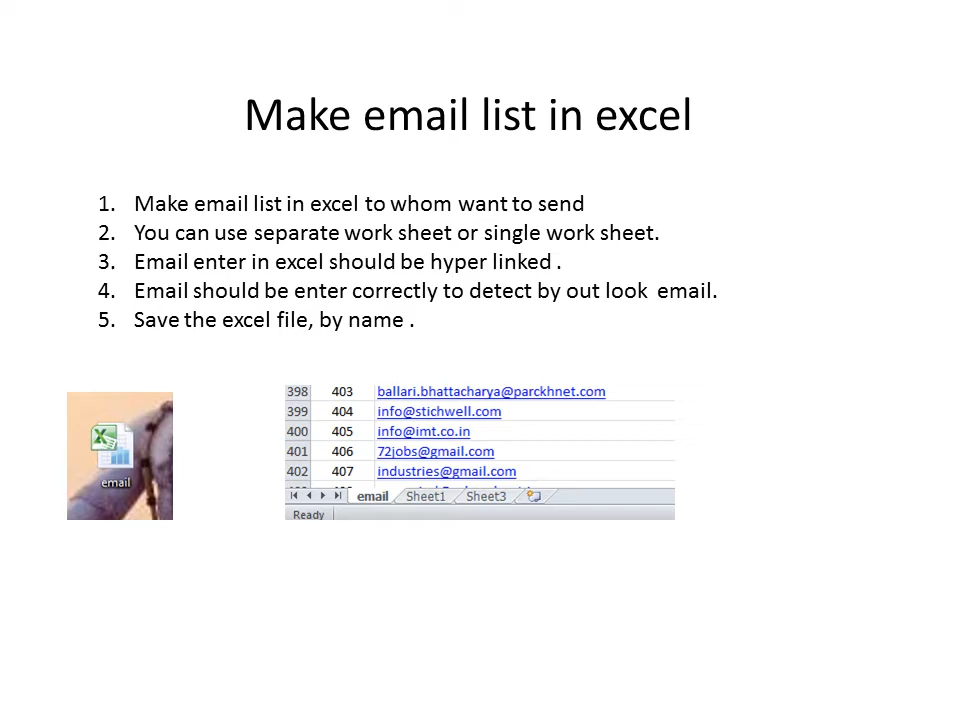 Make email list in excel
1. Make email list in excel to whom want to send
2. You can use separate work sheet or single work sheet.
3. Email enter in excel should be hyper linked .
4. Email should be enter correctly to detect by out look email.
5. Save the excel file, by name .
email
398 403 ballari.bhattacharya@parckhnet.com
399 404 info@stichwell.com
400 405 info@imt.co.in
401 406 72jobs@gmail.com
402 407 industries@gmail.com
email Sheet1 Sheet3
Ready